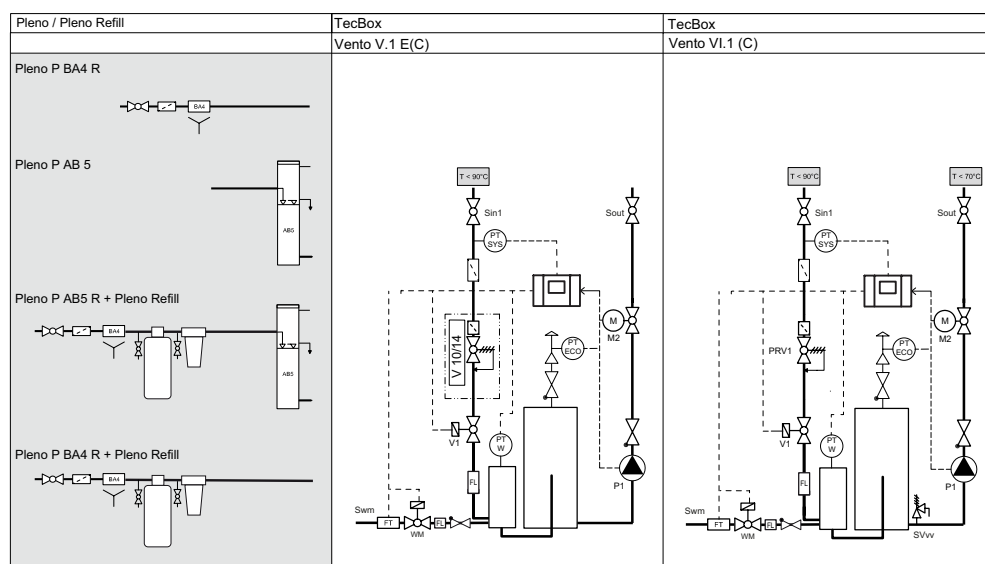 Pleno / Pleno Refill
TecBox
TecBox
Vento V.1 E(C)
Vento VI.1 (C)
Pleno P BA4 R
BA4
Pleno P AB 5
AB5
Pleno P AB5 R + Pleno Refill
BA4
AB5
Pleno P BA4 R + Pleno Refill
BA4
T < 90°C
Sin1
Sout
PT
SYS
M
M2
V 10/14
PT
ECO
V1
PT
W
FL
P1
Swm
FT
FL
WM
T < 90°C
T < 70°C
Sin1
Sout
PT
SYS
M
M2
PRV1
PT
ECO
V1
PT
W
FL
P1
Swm
FT
FL
WM
SVvv